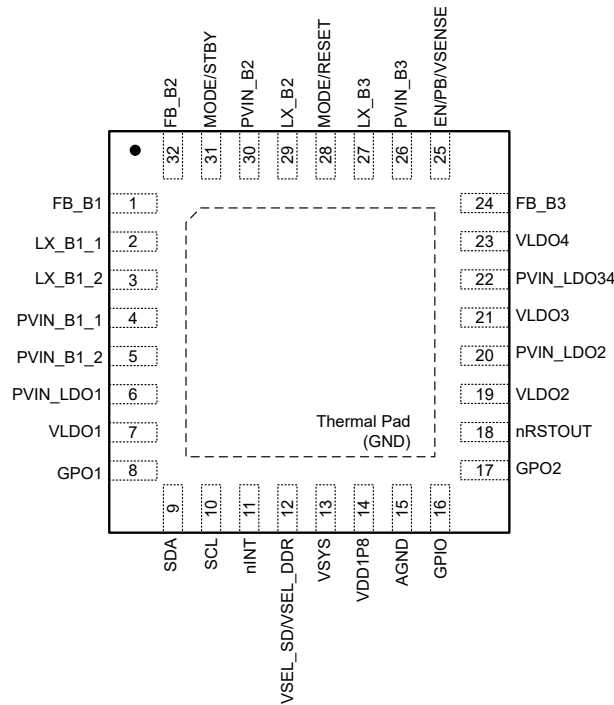 FB_B2
MODE/STBY
PVIN_B2
LX_B2
MODE/RESET
LX_B3
PVIN_B3
EN/PB/VSENSE
32
31
30
29
28
27
26
25
FB_B1 1
LX_B1_1 2
LX_B1_2 3
PVIN_B1_1 4
PVIN_B1_2 5
PVIN_LDO1 6
VLDO1 7
GPO1 8
24 FB_B3
23 VLDO4
22 PVIN_LDO34
21 VLDO3
20 PVIN_LDO2
19 VLDO2
18 nRSTOUT
17 GPO2
Thermal Pad
(GND)
9
10
11
12
13
14
15
16
SDA
SCL
nINT
VSEL_SD/VSEL_DDR
VSYS
VDD1P8
AGND
GPIO